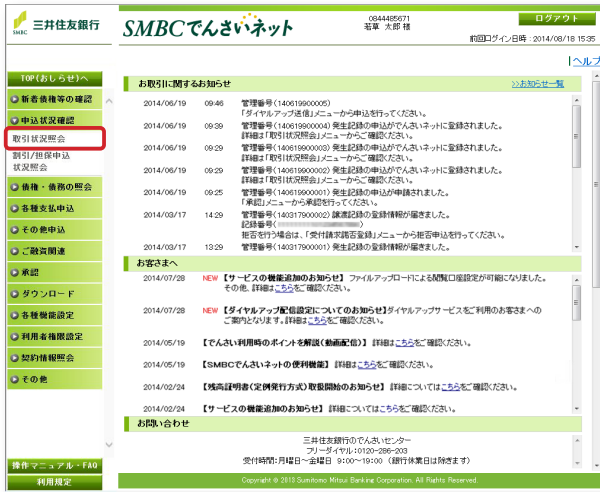 SMBC 三井住友銀行
SMBCでんさいネット
0844485671
若草 太郎 様
ログアウト
前回ログイン日時:2014/08/18 15:35
ヘルプ
TOP(おしらせ)へ
新着債権等の確認
申込状況確認
取引状況照会
割引/担保申込
状況照会
債権・債務の照会
各種支払申込
その他申込
ご融資関連
承認
ダウンロード
各種機能設定
利用者権限設定
契約情報照会
その他
操作マニュアル・FAQ
利用規定
お取引に関するお知らせ
>>お知らせ一覧
2014/06/19 09:46 管理番号(140619900005)
「ダイヤルアップ送信」メニューから申込を行ってください。
2014/06/19 09:39 管理番号(140619900004) 発生記録の申込がでんさいネットに登録されました。
詳細は「取引状況照会」メニューからご確認ください。
2014/06/19 09:29 管理番号(140619900003) 発生記録の申込がでんさいネットに登録されました。
詳細は「取引状況照会」メニューからご確認ください。
2014/06/19 09:29 管理番号(140619900002) 発生記録の申込がでんさいネットに登録されました。
詳細は「取引状況照会」メニューからご確認ください。
2014/06/19 09:25 管理番号(140619900001) 発生記録の申込が申請されました。
「承認」メニューから承認を行ってください。
2014/03/17 14:29 管理番号(140317900002) 譲渡記録の登録情報が届きました。
記録番号( )
拒否を行う場合は、「受付請求諾否登録」メニューから拒否申込を行ってください。
2014/03/17 13:29 管理番号(140317900001) 発生記録の登録情報が届きました。
お客さまへ
2014/07/28 NEW 【サービスの機能追加のお知らせ】 ファイルアップロードによる閲覧口座設定が可能になりました。
その他、詳細はこちらをご確認ください。
2014/07/28 NEW 【ダイヤルアップ配信設定についてのお知らせ】ダイヤルアップサービスをご利用のお客さまへの
ご案内となります。詳細はこちらをご確認ください。
2014/05/19 【でんさい利用時のポイントを解説(動画配信)】 詳細はこちらをご確認ください。
2014/05/19 【SMBCでんさいネットの便利機能】 詳細はこちらをご確認ください。
2014/02/24 【残高証明書(定例発行方式)取扱開始のお知らせ】 詳細についてはこちらをご確認ください。
2014/02/24 【サービスの機能追加のお知らせ】 詳細についてはこちらをご確認ください。
お問い合わせ
三井住友銀行のでんさいセンター
フリーダイヤル:0120-286-203
受付時間:月曜日~金曜日 9:00~19:00 (銀行休業日は除きます)
Copyright © 2013 Sumitomo Mitsui Banking Corporation. All Rights Reserved.